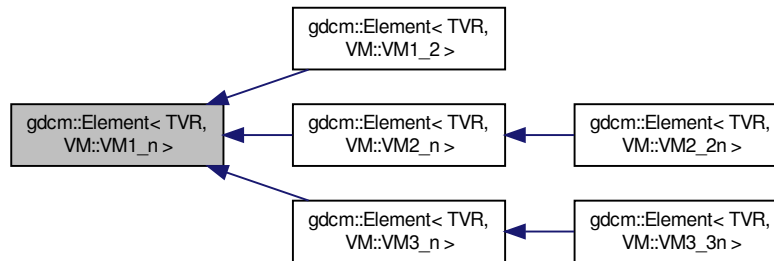 gdcm::Element< TVR,
VM::VM1_2 >
gdcm::Element< TVR,
VM::VM1_n >
gdcm::Element< TVR,
VM::VM2_n >
gdcm::Element< TVR,
VM::VM2_2n >
gdcm::Element< TVR,
VM::VM3_n >
gdcm::Element< TVR,
VM::VM3_3n >